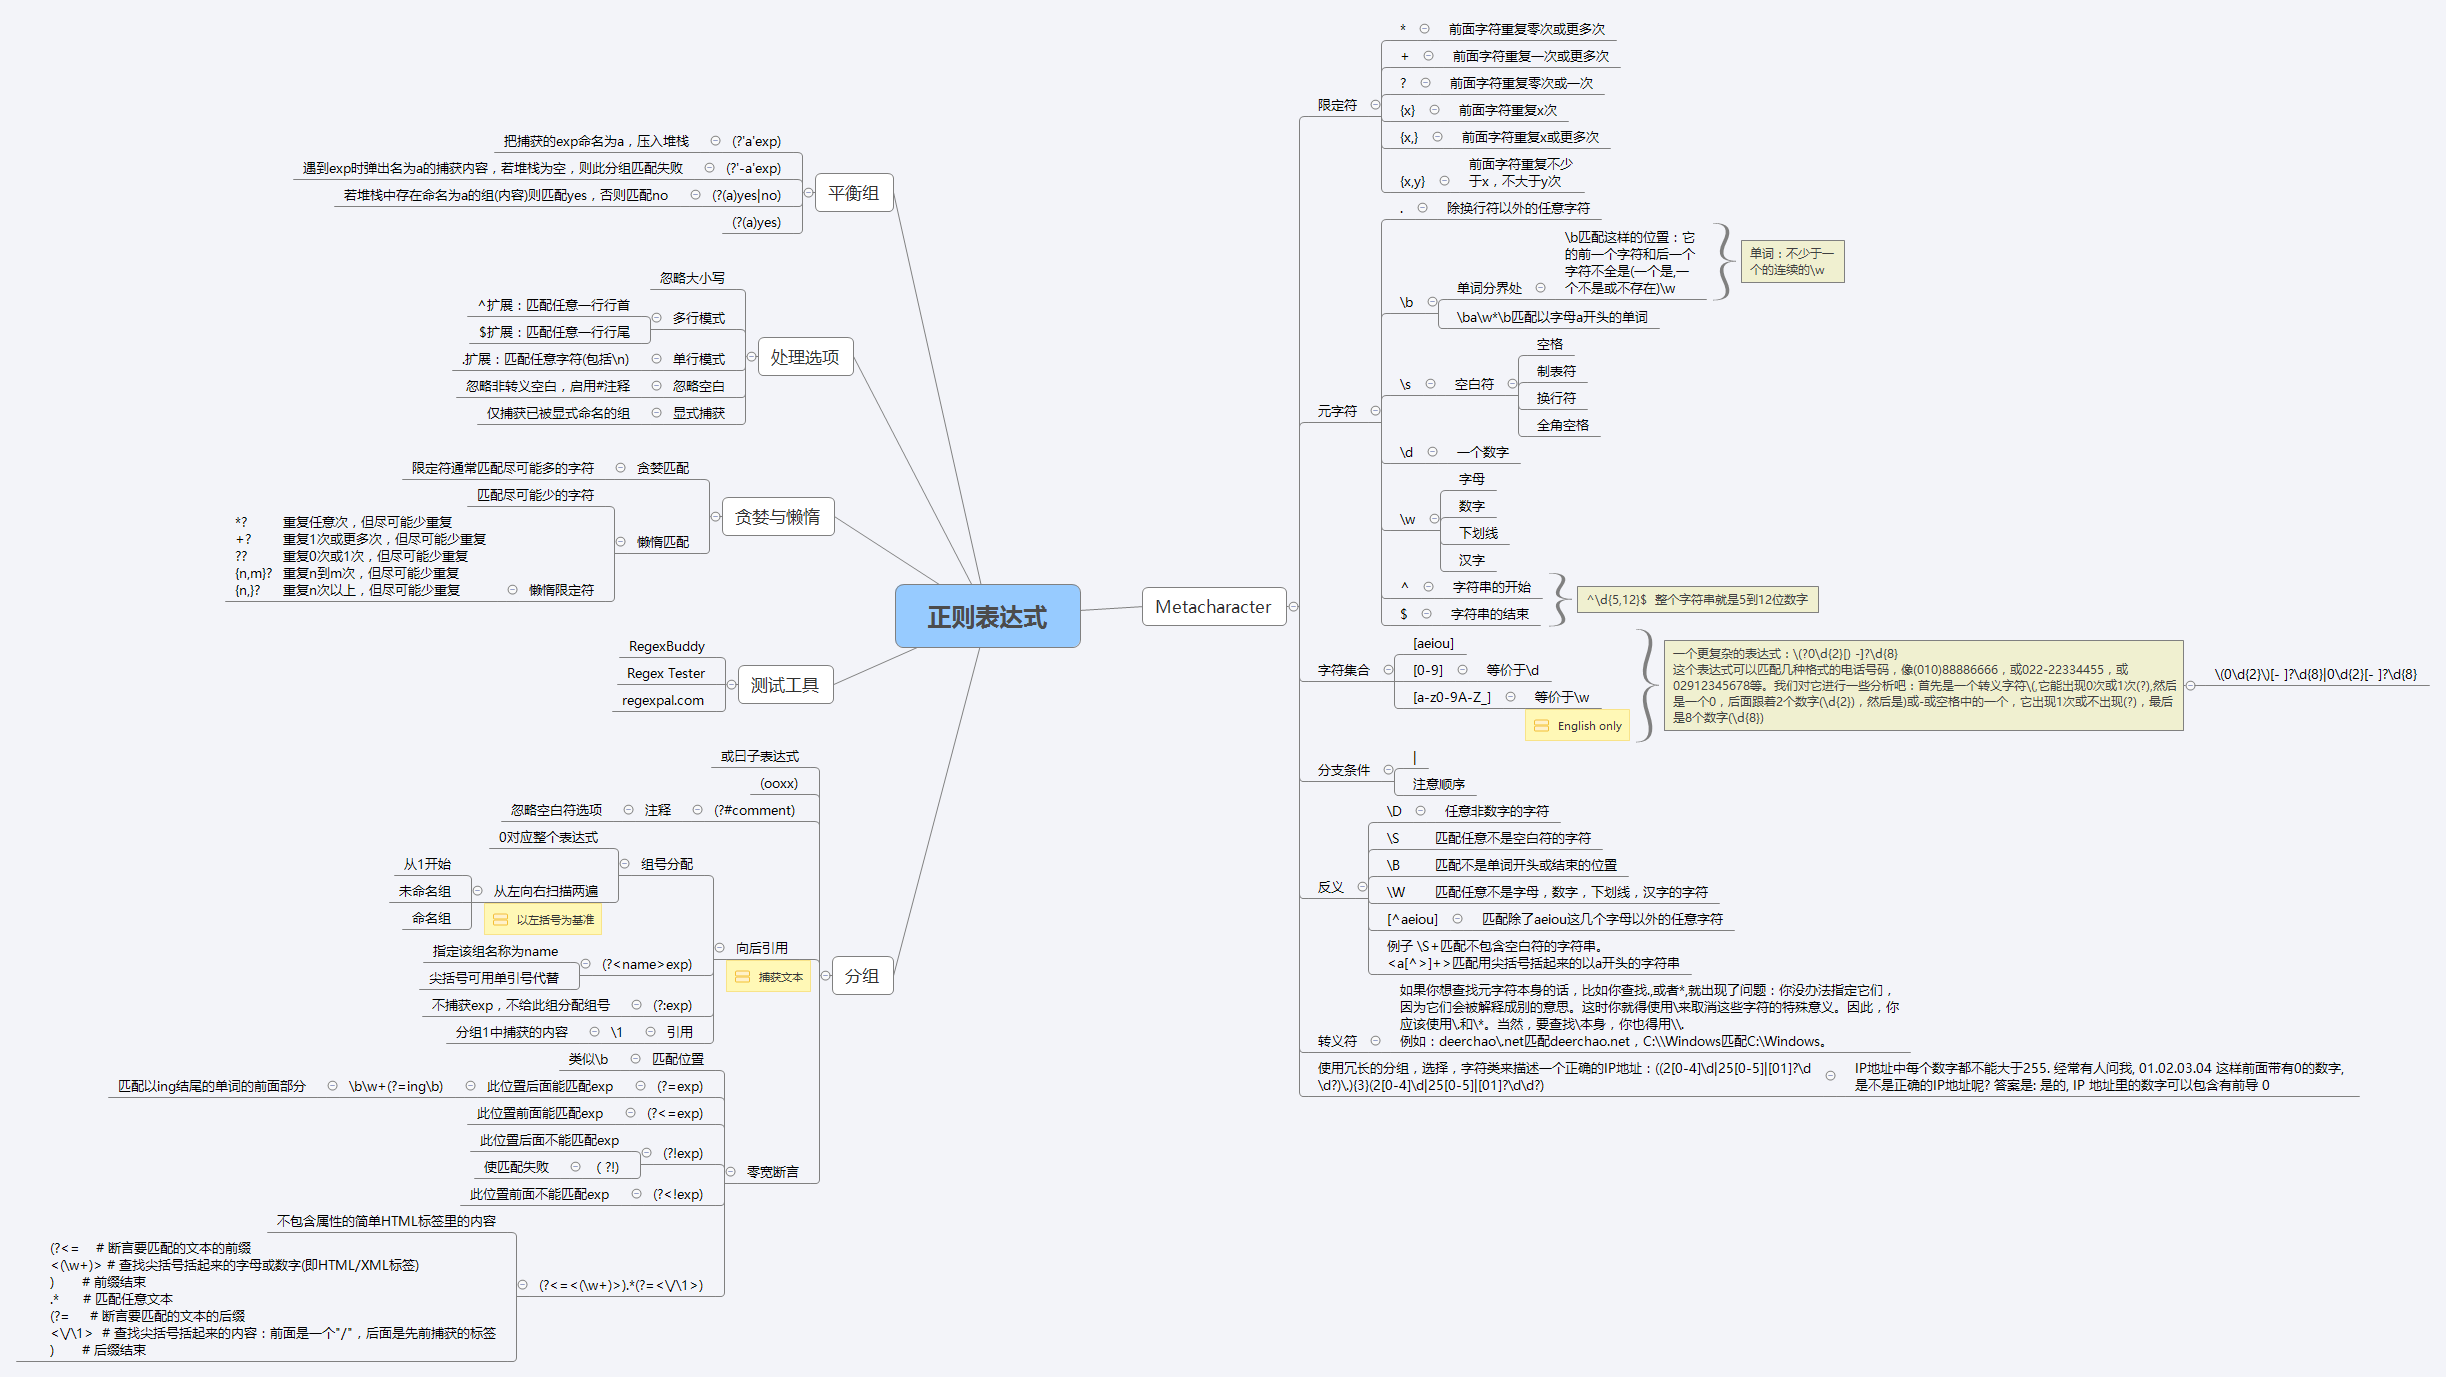 正则表达式
Metacharacter
限定符
*
前面字符重复零次或更多次
+
前面字符重复一次或更多次
?
前面字符重复零次或一次
{x}
前面字符重复x次
{x,}
前面字符重复x或更多次
{x,y}
前面字符重复不少
于x，不大于y次
元字符
.
除换行符以外的任意字符
\b
单词分界处
\b匹配这样的位置：它
的前一个字符和后一个
字符不全是(一个是,一
个不是或不存在)\w
单词：不少于一
个的连续的\w
\ba\w*\b匹配以字母a开头的单词
\s
空白符
空格
制表符
换行符
全角空格
\d
一个数字
\w
字母
数字
下划线
汉字
^
字符串的开始
$
字符串的结束
^\d{5,12}$ 整个字符串就是5到12位数字
字符集合
[aeiou]
[0-9]
等价于\d
[a-z0-9A-Z_]
等价于\w
English only
一个更复杂的表达式：\(?0\d{2}[) -]?\d{8}
这个表达式可以匹配几种格式的电话号码，像(010)88886666，或022-22334455，或
02912345678等。我们对它进行一些分析吧：首先是一个转义字符\(,它能出现0次或1次(?),然后
是一个0，后面跟着2个数字(\d{2})，然后是)或-或空格中的一个，它出现1次或不出现(?)，最后
是8个数字(\d{8})
\(0\d{2}\)[- ]?\d{8}|0\d{2}[- ]?\d{8}
分支条件
|
注意顺序
反义
\D
任意非数字的字符
\S 匹配任意不是空白符的字符
\B 匹配不是单词开头或结束的位置
\W 匹配任意不是字母，数字，下划线，汉字的字符
[^aeiou]
匹配除了aeiou这几个字母以外的任意字符
例子 \S+匹配不包含空白符的字符串。
<a[^>]+>匹配用尖括号括起来的以a开头的字符串
转义符
如果你想查找元字符本身的话，比如你查找.,或者*,就出现了问题：你没办法指定它们，
因为它们会被解释成别的意思。这时你就得使用\来取消这些字符的特殊意义。因此，你
应该使用\.和\*。当然，要查找\本身，你也得用\\.
例如：deerchao\.net匹配deerchao.net，C:\\Windows匹配C:\Windows。
使用冗长的分组，选择，字符类来描述一个正确的IP地址：((2[0-4]\d|25[0-5]|[01]?\d
\d?)\.){3}(2[0-4]\d|25[0-5]|[01]?\d\d?)
IP地址中每个数字都不能大于255. 经常有人问我, 01.02.03.04 这样前面带有0的数字,
是不是正确的IP地址呢? 答案是: 是的, IP 地址里的数字可以包含有前导 0
平衡组
把捕获的exp命名为a，压入堆栈
(?'a'exp)
遇到exp时弹出名为a的捕获内容，若堆栈为空，则此分组匹配失败
(?'-a'exp)
若堆栈中存在命名为a的组(内容)则匹配yes，否则匹配no
(?(a)yes|no)
(?(a)yes)
处理选项
忽略大小写
^扩展：匹配任意一行行首
$扩展：匹配任意一行行尾
多行模式
.扩展：匹配任意字符(包括\n)
单行模式
忽略非转义空白，启用#注释
忽略空白
仅捕获已被显式命名的组
显式捕获
贪婪与懒惰
限定符通常匹配尽可能多的字符
贪婪匹配
匹配尽可能少的字符
懒惰匹配
*? 重复任意次，但尽可能少重复
+? 重复1次或更多次，但尽可能少重复
?? 重复0次或1次，但尽可能少重复
{n,m}? 重复n到m次，但尽可能少重复
{n,}? 重复n次以上，但尽可能少重复
懒惰限定符
测试工具
RegexBuddy
Regex Tester
regexpal.com
分组
或曰子表达式
(ooxx)
忽略空白符选项
注释
(?#comment)
向后引用
捕获文本
0对应整个表达式
组号分配
从1开始
未命名组
命名组
从左向右扫描两遍
以左括号为基准
指定该组名称为name
尖括号可用单引号代替
(?<name>exp)
不捕获exp，不给此组分配组号
(?:exp)
分组1中捕获的内容
\1
引用
零宽断言
类似\b
匹配位置
匹配以ing结尾的单词的前面部分
\b\w+(?=ing\b)
此位置后面能匹配exp
(?=exp)
此位置前面能匹配exp
(?<=exp)
此位置后面不能匹配exp
(?!exp)
使匹配失败
（ ?!)
此位置前面不能匹配exp
(?<!exp)
不包含属性的简单HTML标签里的内容
(?<=<(\w+)>).*(?=<\/\1>)
(?<= # 断言要匹配的文本的前缀
<(\w+)> # 查找尖括号括起来的字母或数字(即HTML/XML标签)
) # 前缀结束
.* # 匹配任意文本
(?= # 断言要匹配的文本的后缀
<\/\1> # 查找尖括号括起来的内容：前面是一个"/"，后面是先前捕获的标签
) # 后缀结束